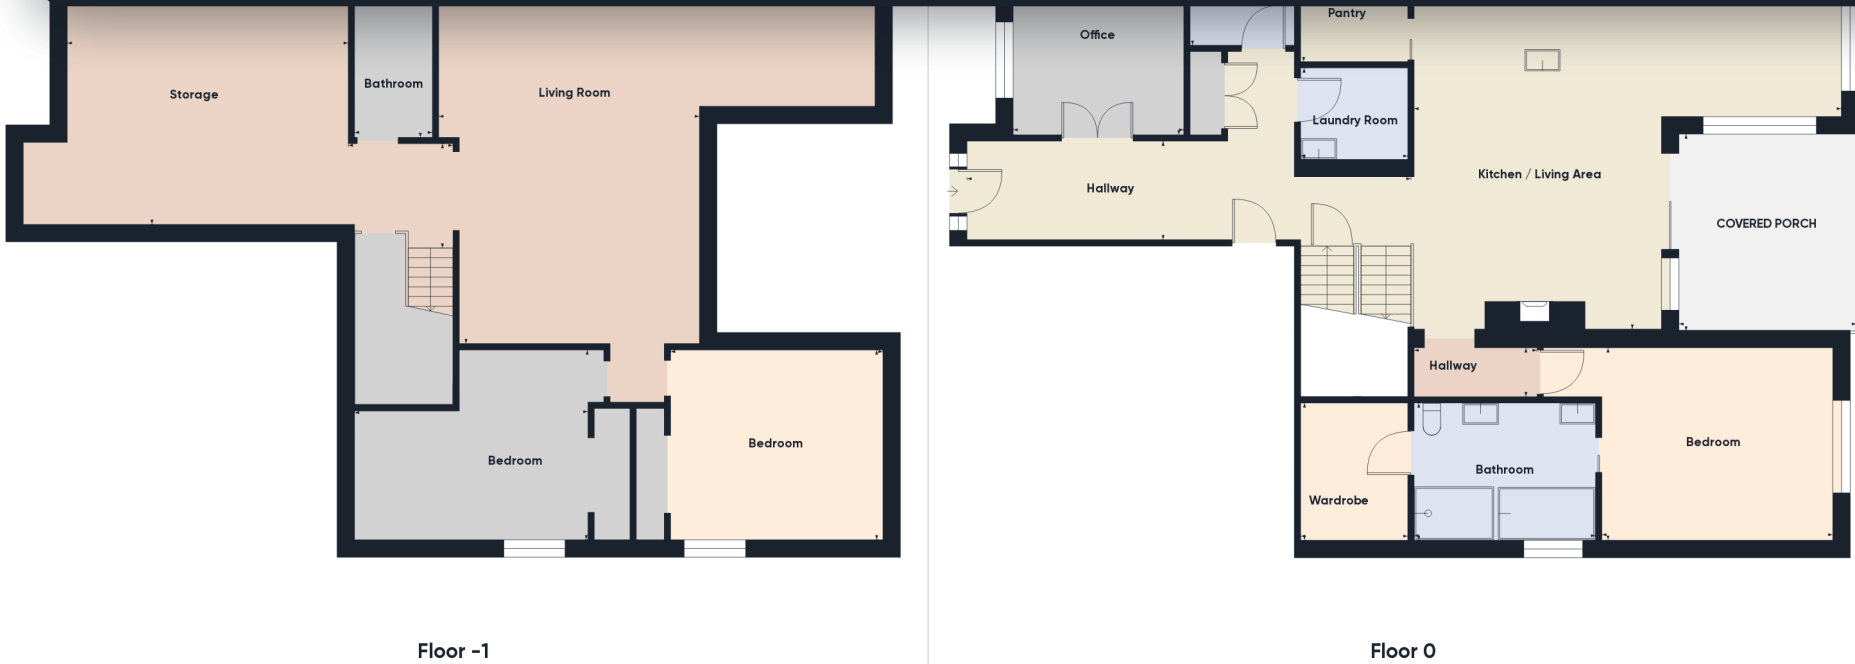 Storage
Bathroom
Living Room
Bedroom
Bedroom
Floor -1
Office
Pantry
Laundry Room
Hallway
Kitchen / Living Area
COVERED PORCH
Hallway
Bedroom
Bathroom
Wardrobe
Floor 0